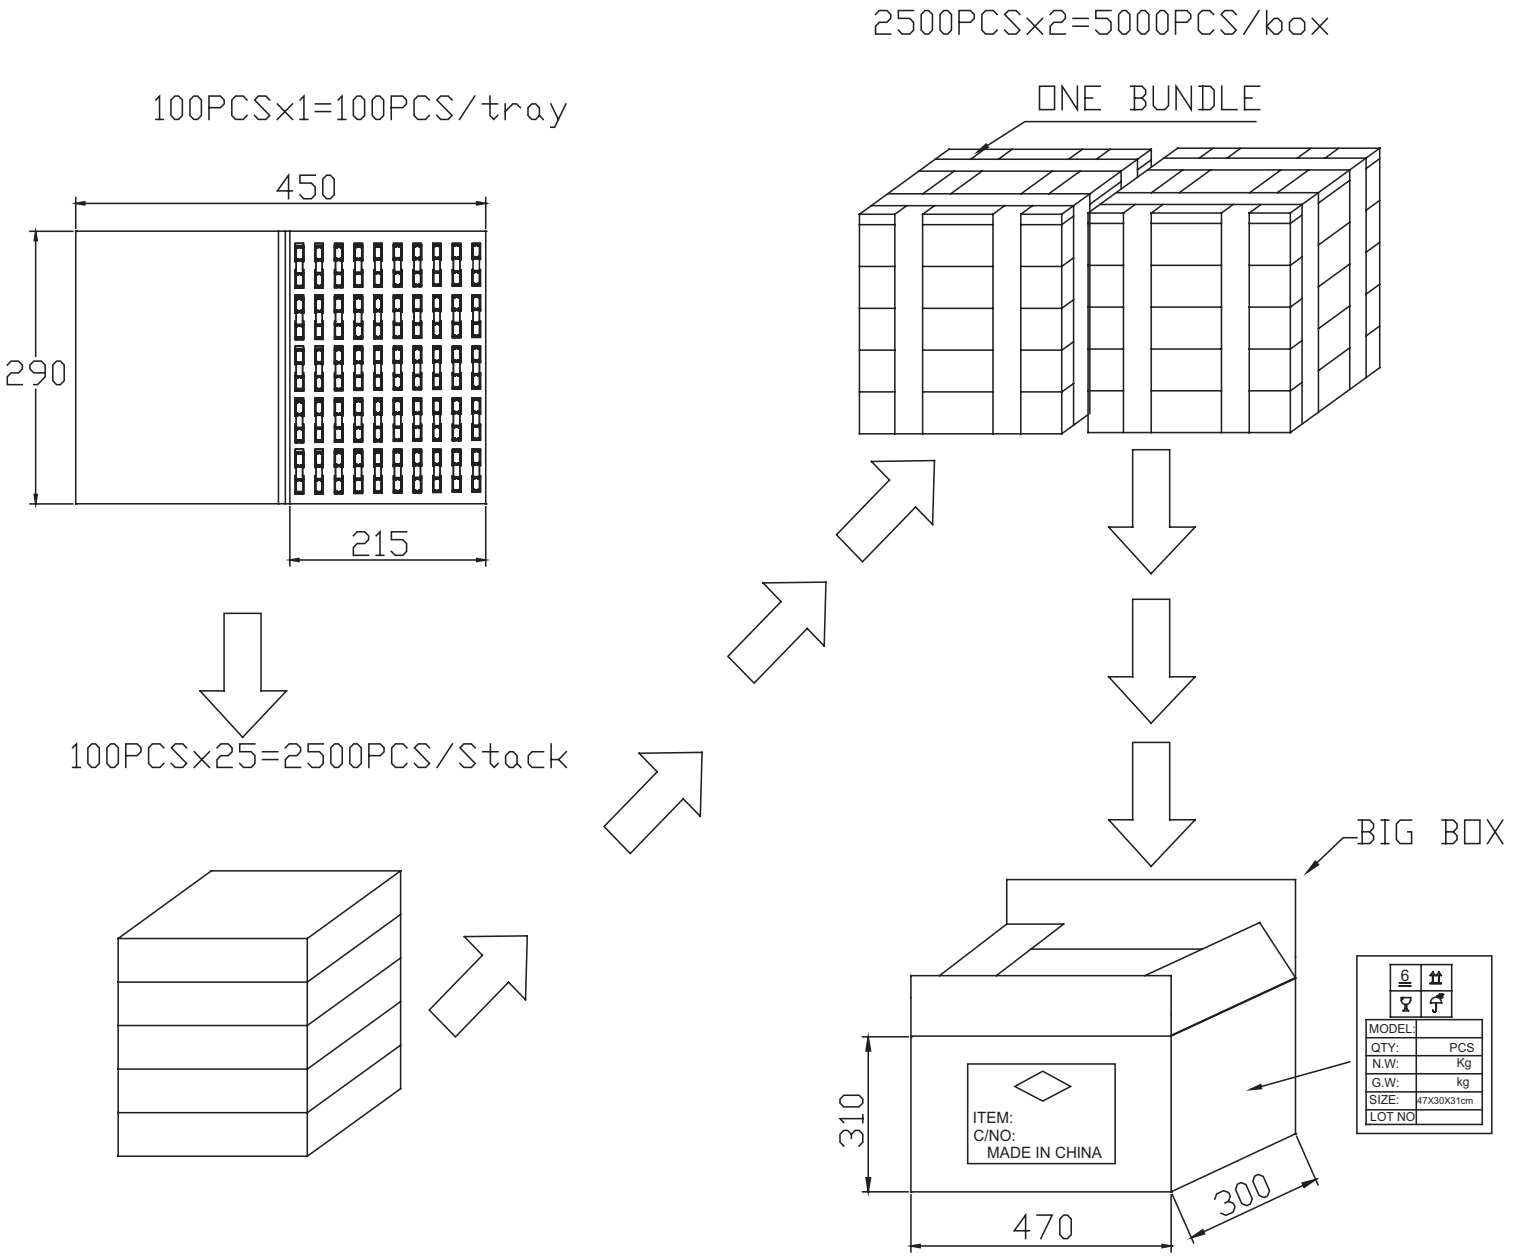 2500PCSx2=5000PCS/box
ONE BUNDLE
100PCSx1=100PCS/tray
450
290
215
100PCSx25=2500PCS/Stack
BIG BOX
6
MODEL:
QTY: PCS
N.W: Kg
G.W: kg
SIZE: 47X30X31cm
LOT NO
310
ITEM:
C/NO:
MADE IN CHINA
300
470